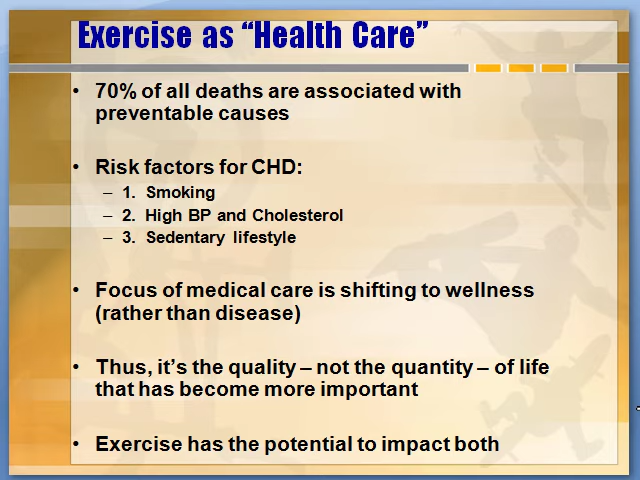 Exercise as “Health Care”
• 70% of all deaths are associated with
preventable causes
• Risk factors for CHD:
– 1. Smoking
– 2. High BP and Cholesterol
– 3. Sedentary lifestyle
• Focus of medical care is shifting to wellness
(rather than disease)
• Thus, it’s the quality – not the quantity – of life
that has become more important
• Exercise has the potential to impact both